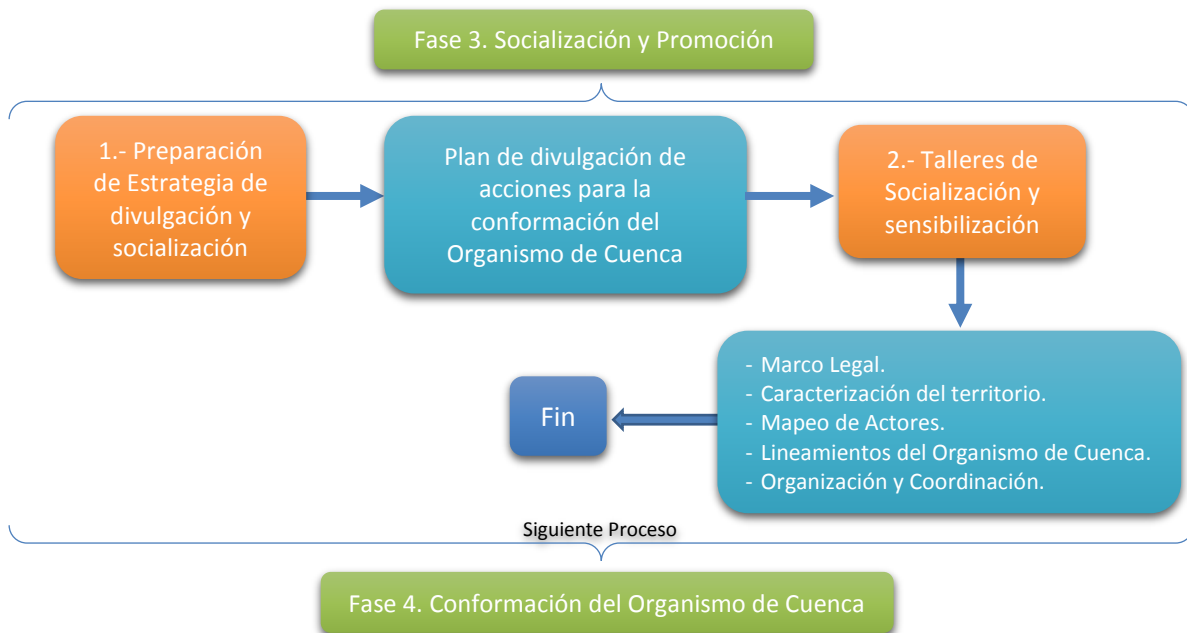 Fase 3. Socialización y Promoción
1.- Preparación
de Estrategia de
divulgación y
socialización
Plan de divulgación de
acciones para la
conformación del
Organismo de Cuenca
2.- Talleres de
Socialización y
sensibilización
- Marco Legal.
- Caracterización del territorio.
- Mapeo de Actores.
- Lineamientos del Organismo de Cuenca.
- Organización y Coordinación.
Fin
Siguiente Proceso
Fase 4. Conformación del Organismo de Cuenca